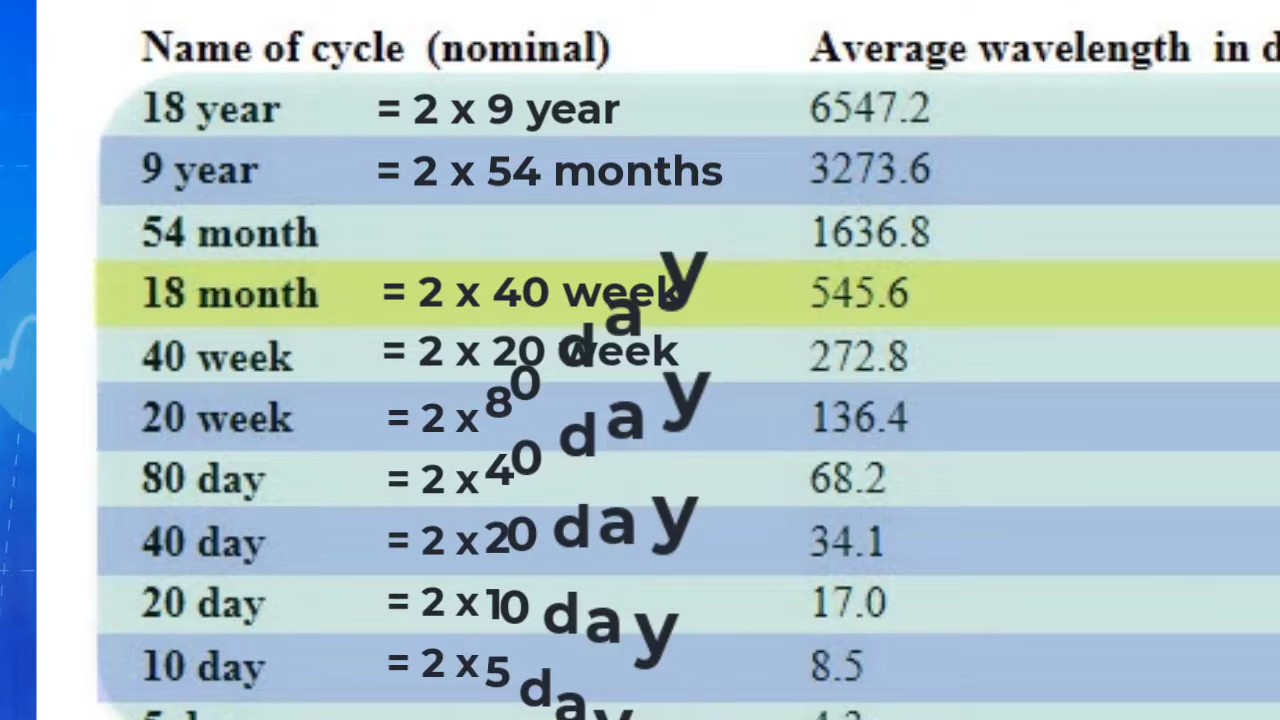 Name of cycle (nominal) Average wavelength in d
18 year = 2 x 9 year 6547.2
9 year = 2 x 54 months 3273.6
54 month 1636.8
18 month = 2 x 40 week 545.6
40 week = 2 x 20 week 272.8
20 week = 2 x 80 day 136.4
80 day = 2 x 40 day 68.2
40 day = 2 x 20 day 34.1
20 day = 2 x 10 day 17.0
10 day = 2 x 5 day 8.5